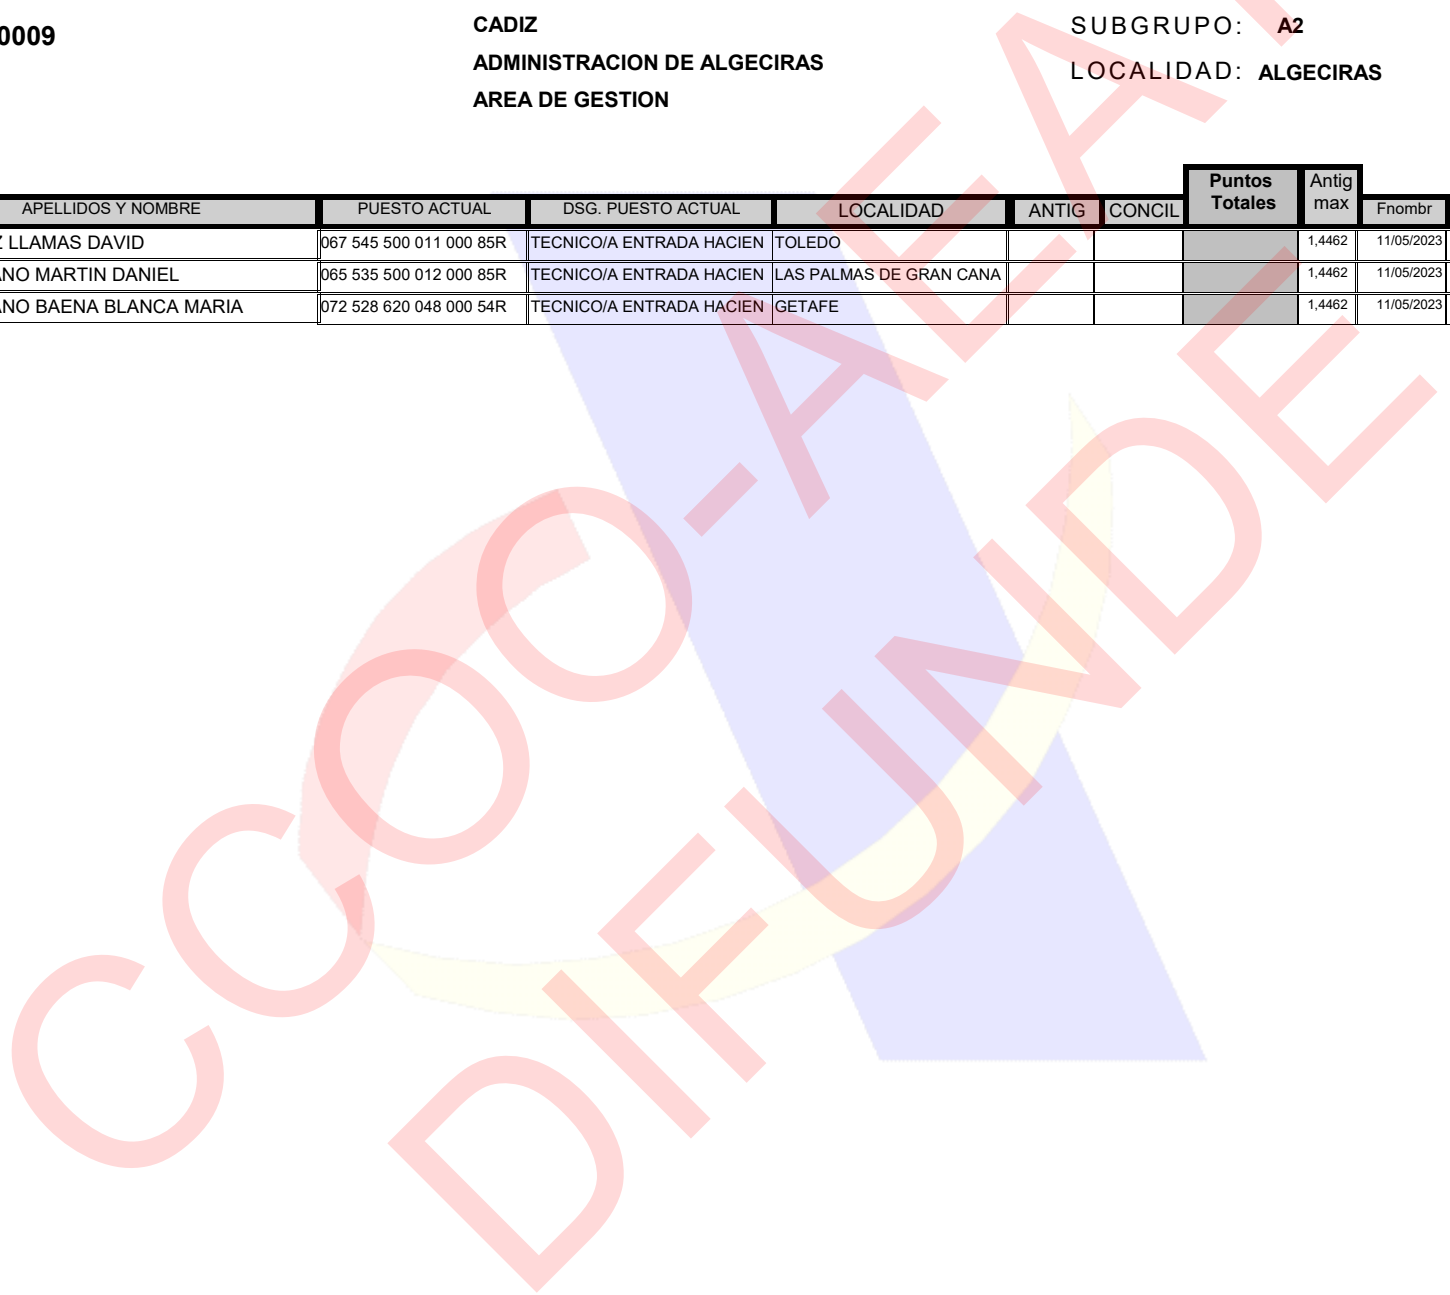 0009
CADIZ
ADMINISTRACION DE ALGECIRAS
AREA DE GESTION
SUBGRUPO: A2
LOCALIDAD: ALGECIRAS
APELLIDOS Y NOMBRE PUESTO ACTUAL DSG. PUESTO ACTUAL LOCALIDAD ANTIG CONCIL Puntos Totales Antig max Fnombr
Z LLAMAS DAVID 067 545 500 011 000 85R TECNICO/A ENTRADA HACIEN TOLEDO 1,4462 11/05/2023
ANO MARTIN DANIEL 065 535 500 012 000 85R TECNICO/A ENTRADA HACIEN LAS PALMAS DE GRAN CANA 1,4462 11/05/2023
ANO BAENA BLANCA MARIA 072 528 620 048 000 54R TECNICO/A ENTRADA HACIEN GETAFE 1,4462 11/05/2023
CCOO-AEA
DIFUNDE